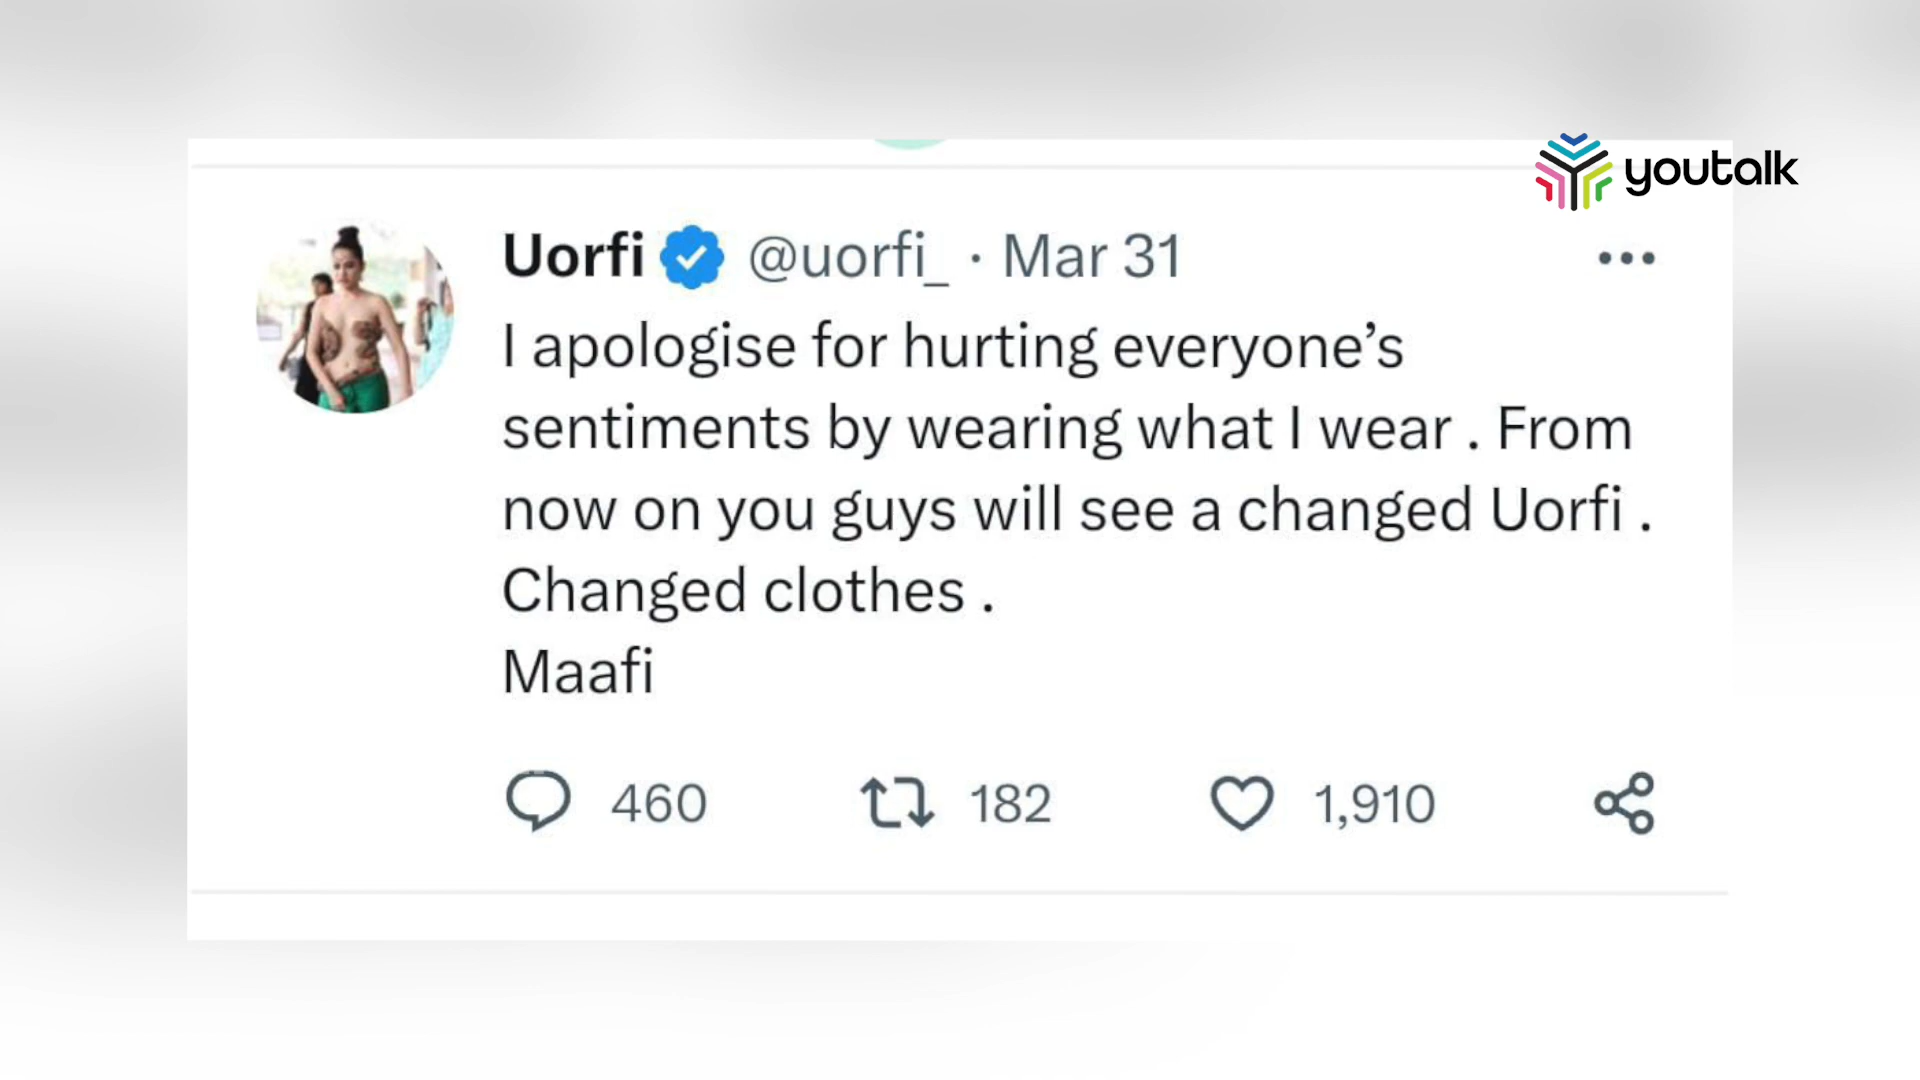 youtalk
Uorfi @uorfi_ · Mar 31
I apologise for hurting everyone’s
sentiments by wearing what I wear . From
now on you guys will see a changed Uorfi .
Changed clothes .
Maafi
460 182 1,910